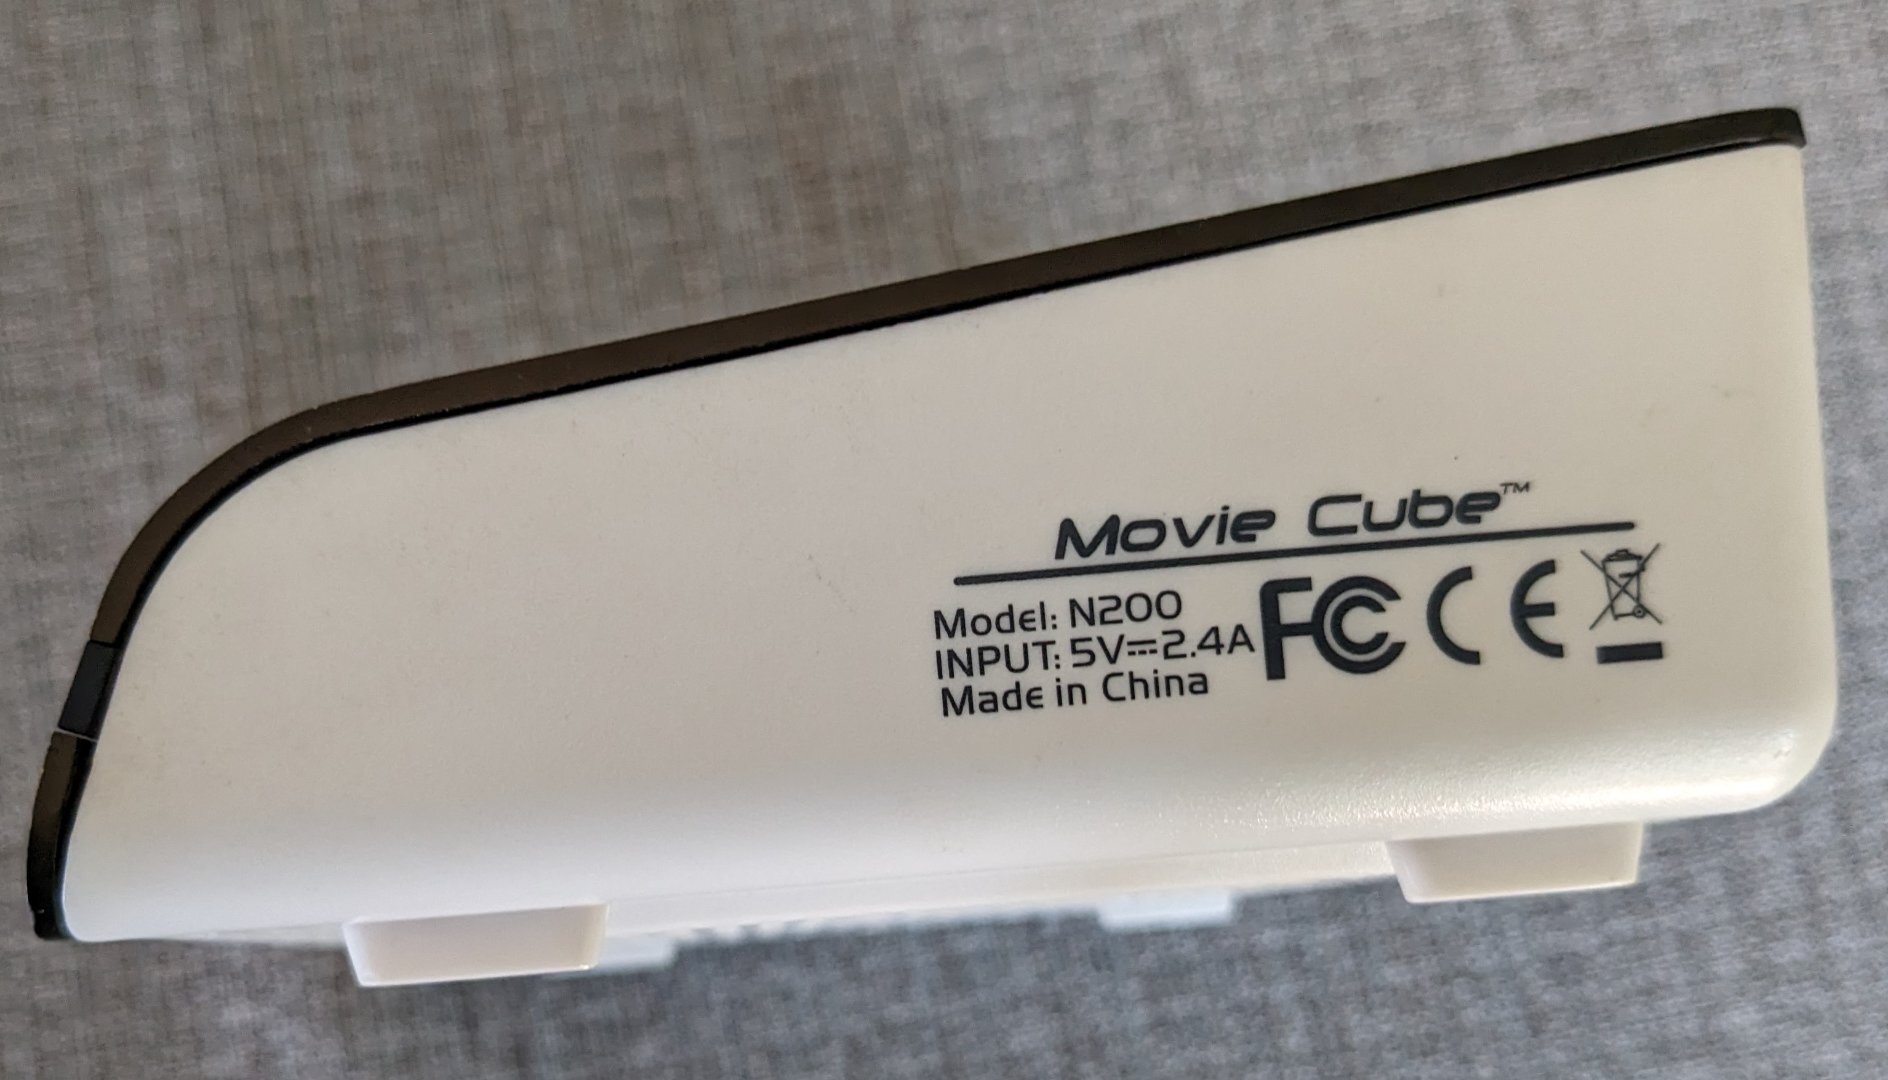 Movie Cube™
Model: N200
INPUT: 5V⎓2.4A
Made in China
FC CE